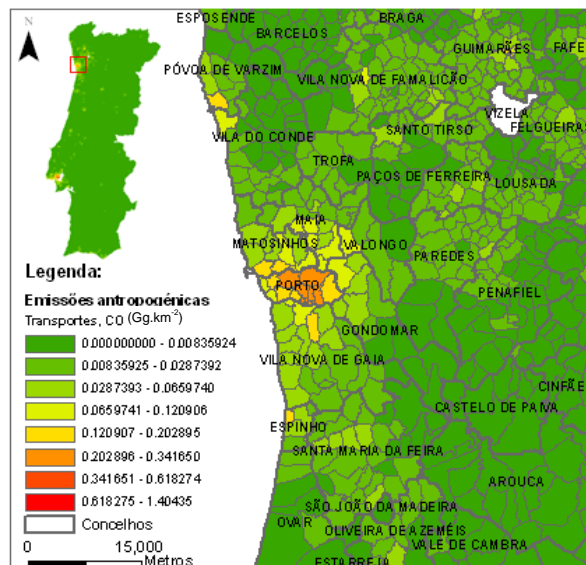 N
ESPOSENDE
BRAGA
BARCELOS
GUIMARÃES
FAFE
PÓVOA DE VARZIM
VILA NOVA DE FAMALICÃO
VIZELA
VILA DO CONDE
SANTO TIRSO
FELGUEIRAS
TROFA
PAÇOS DE FERREIRA
LOUSADA
MAIA
MATOSINHOS
VALONGO
PAREDES
PORTO
PENAFIEL
GONDOMAR
VILA NOVA DE GAIA
CINFÃE
CASTELO DE PAIVA
ESPINHO
SANTA MARIA DA FEIRA
AROUCA
SÃO JOÃO DA MADEIRA
OVAR
OLIVEIRA DE AZEMÉIS
VALE DE CAMBRA
ESTARREJA
Legenda:
Emissões antropogénicas
Transportes, CO (Gg.km-2)
0.000000000 - 0.00835924
0.00835925 - 0.0287392
0.0287393 - 0.0659740
0.0659741 - 0.120906
0.120907 - 0.202895
0.202896 - 0.341650
0.341651 - 0.618274
0.618275 - 1.40435
Concelhos
0 15,000
Metros